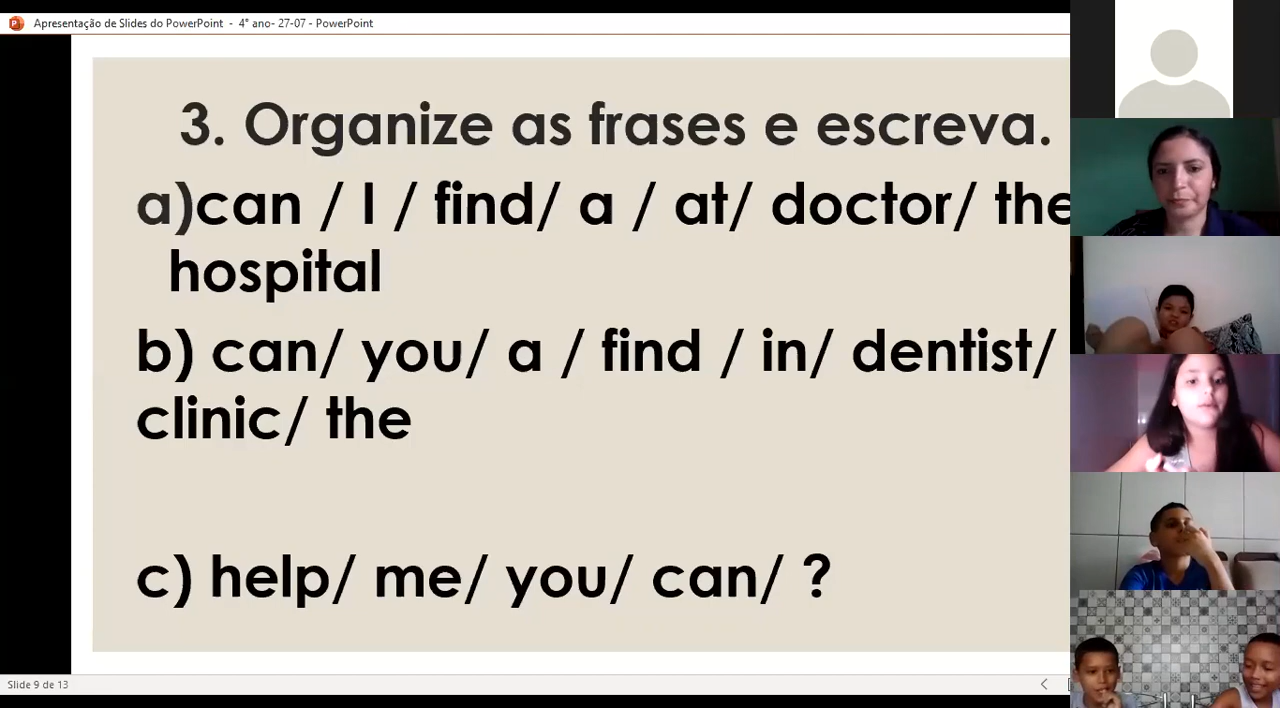 Apresentação de Slides do PowerPoint - 4° ano- 27-07 - PowerPoint
3. Organize as frases e escreva.
a)can / I / find/ a / at/ doctor/ the
hospital
b) can/ you/ a / find / in/ dentist/
clinic/ the
c) help/ me/ you/ can/ ?
Slide 9 de 13